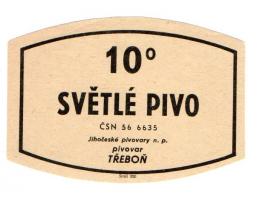 10°
SVĚTLÉ PIVO
ČSN 56 6635
Jihočeské pivovary n. p.
pivovar
TŘEBOŇ